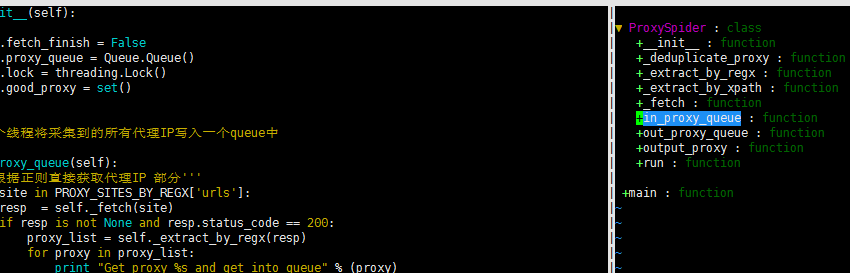 it__(self):
.fetch_finish = False
.proxy_queue = Queue.Queue()
.lock = threading.Lock()
.good_proxy = set()
个线程将采集到的所有代理IP写入一个queue中
roxy_queue(self):
根据正则直接获取代理IP 部分'''
site in PROXY_SITES_BY_REGX['urls']:
resp  = self._fetch(site)
if resp is not None and resp.status_code == 200:
proxy_list = self._extract_by_regx(resp)
for proxy in proxy_list:
print "Get proxy %s and get into queue" % (proxy)
▼ ProxySpider : class
+__init__ : function
+_deduplicate_proxy : function
+_extract_by_regx : function
+_extract_by_xpath : function
+_fetch : function
+in_proxy_queue : function
+out_proxy_queue : function
+output_proxy : function
+run : function
+main : function
~
~
~
~
~